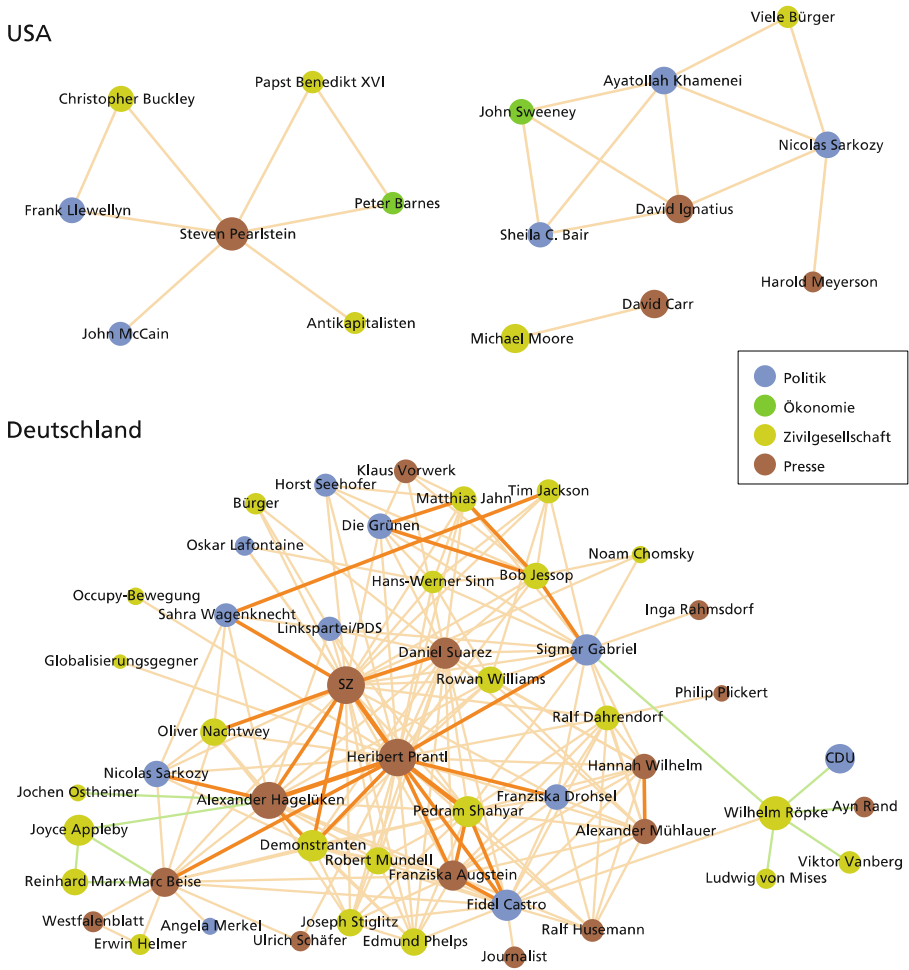 USA
Viele Bürger
Papst Benedikt XVI
Ayatollah Khamenei
Christopher Buckley
John Sweeney
Nicolas Sarkozy
Peter Barnes
Frank Llewellyn
David Ignatius
Steven Pearlstein
Sheila C. Bair
Harold Meyerson
David Carr
Antikapitalisten
John McCain
Michael Moore
Politik
Ökonomie
Zivilgesellschaft
Presse
Deutschland
Klaus Vorwerk
Horst Seehofer
Tim Jackson
Matthias Jahn
Bürger
Die Grünen
Oskar Lafontaine
Noam Chomsky
Hans-Werner Sinn
Bob Jessop
Occupy-Bewegung
Sahra Wagenknecht
Inga Rahmsdorf
Linkspartei/PDS
Daniel Suarez
Sigmar Gabriel
Globalisierungsgegner
Rowan Williams
SZ
Philip Plickert
Ralf Dahrendorf
Oliver Nachtwey
Heribert Prantl
CDU
Hannah Wilhelm
Nicolas Sarkozy
Jochen Ostheimer
Alexander Hagelüken
Franziska Drohsel
Ayn Rand
Pedram Shahyar
Wilhelm Röpke
Joyce Appleby
Alexander Mühlauer
Demonstranten
Robert Mundell
Viktor Vanberg
Franziska Augstein
Ludwig von Mises
Reinhard Marx
Marc Beise
Fidel Castro
Westfalenblatt
Joseph Stiglitz
Angela Merkel
Ralf Husemann
Erwin Helmer
Ulrich Schäfer
Edmund Phelps
Journalist